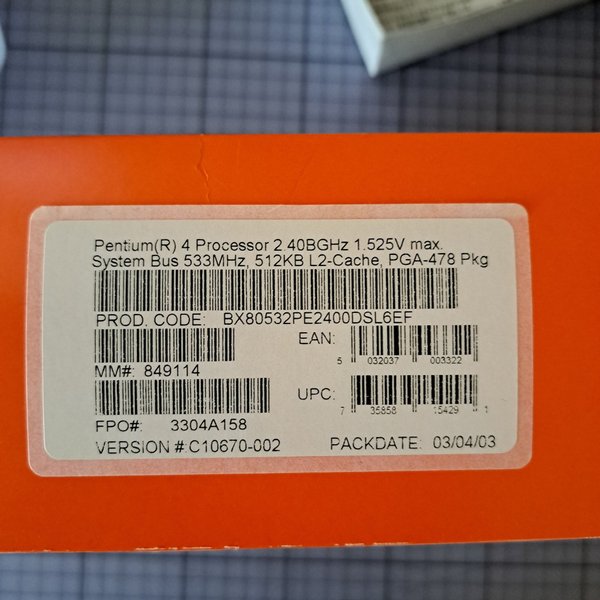 Pentium(R) 4 Processor 2.40BGHz 1.525V max.
System Bus 533MHz, 512KB L2-Cache, PGA-478 Pkg
PROD. CODE: BX80532PE2400DSL6EF
EAN:
5 032037 003322
MM#: 849114
UPC:
7 35858 15429 1
FPO#: 3304A158
VERSION # C10670-002 PACKDATE: 03/04/03